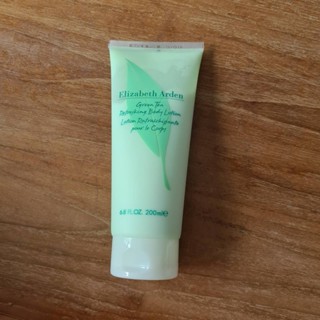 Elizabeth Arden
Green Tea
Refreshing Body Lotion
Lotion Rafraîchissante
pour le Corps
6.8 FL.OZ. 200ml℮